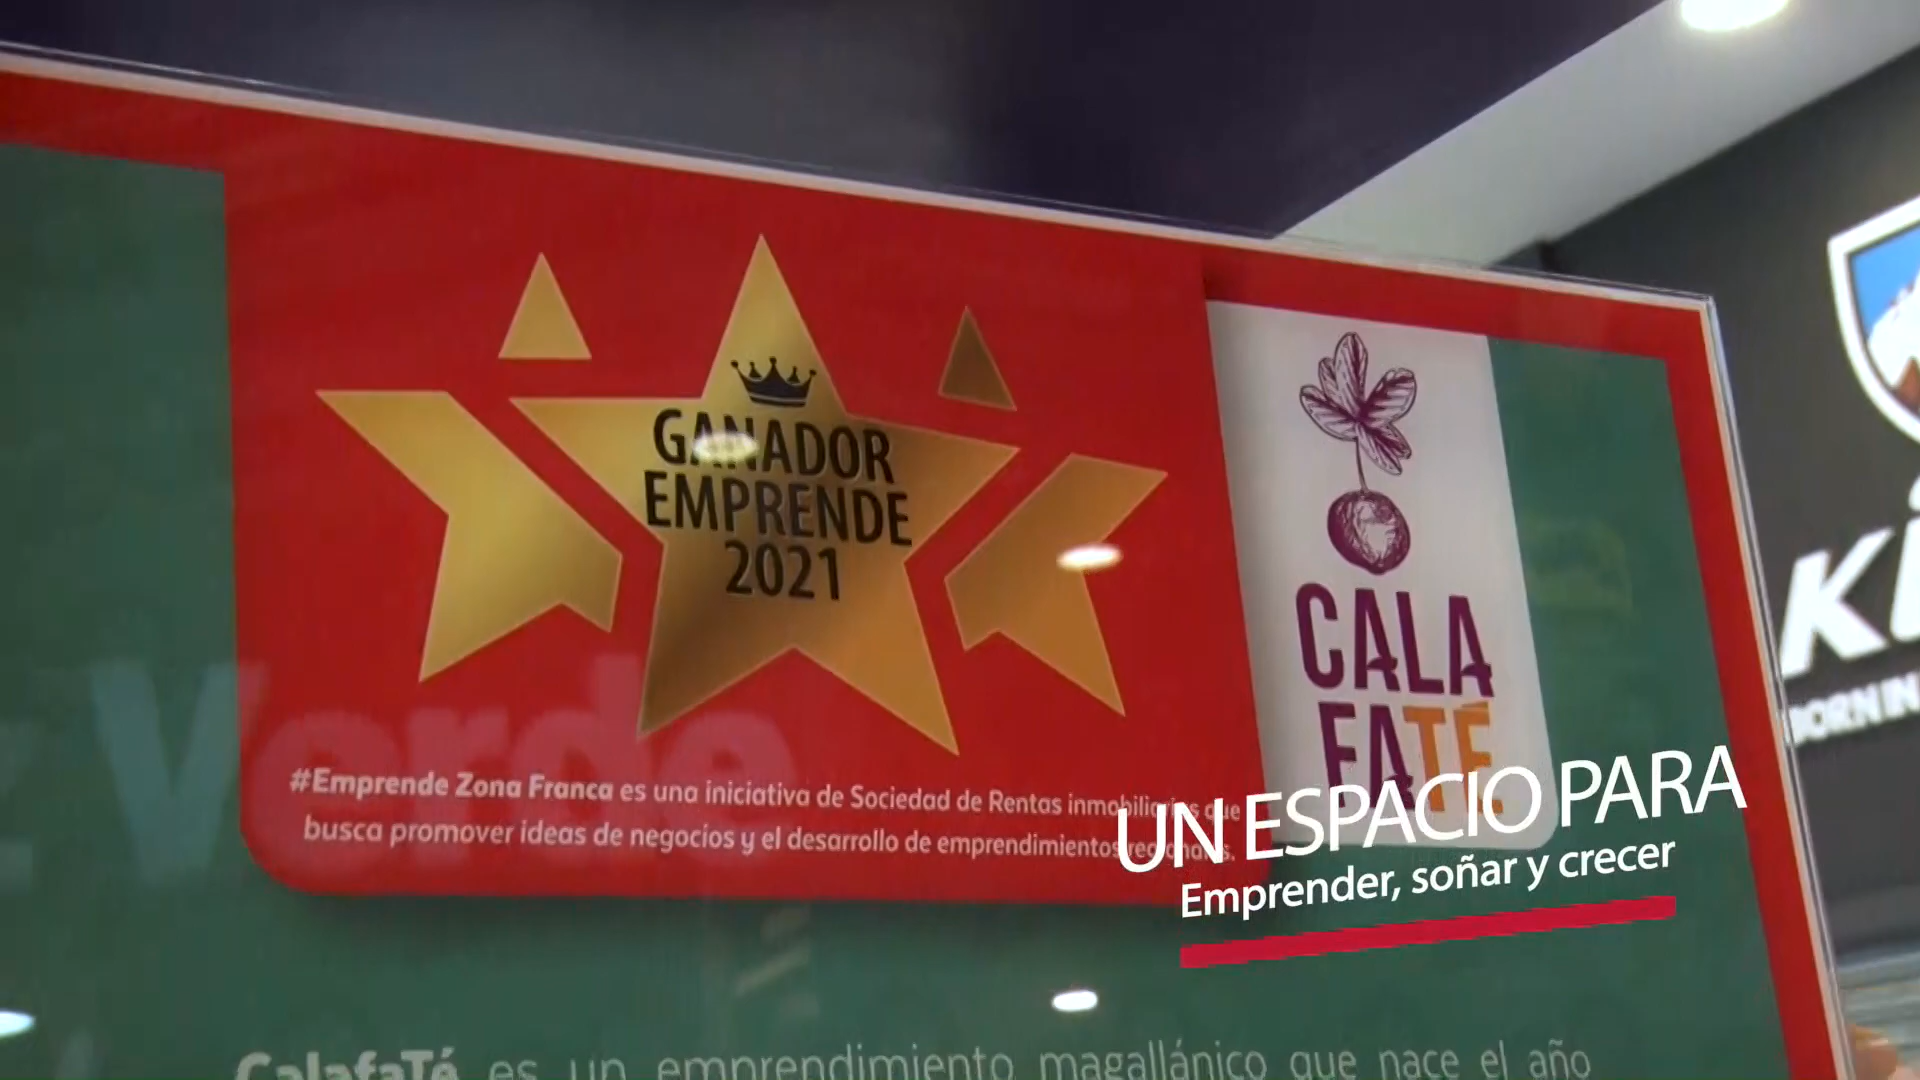 GANADOR
EMPRENDE
2021
CALA
FATÉ
Verde
#Emprende Zona Franca es una iniciativa de Sociedad de Rentas inmobiliarias que
busca promover ideas de negocios y el desarrollo de emprendimientos regionales.
UN ESPACIO PARA
Emprender, soñar y crecer
BORN IN
CalafaTé es un emprendimiento magallánico que nace el año